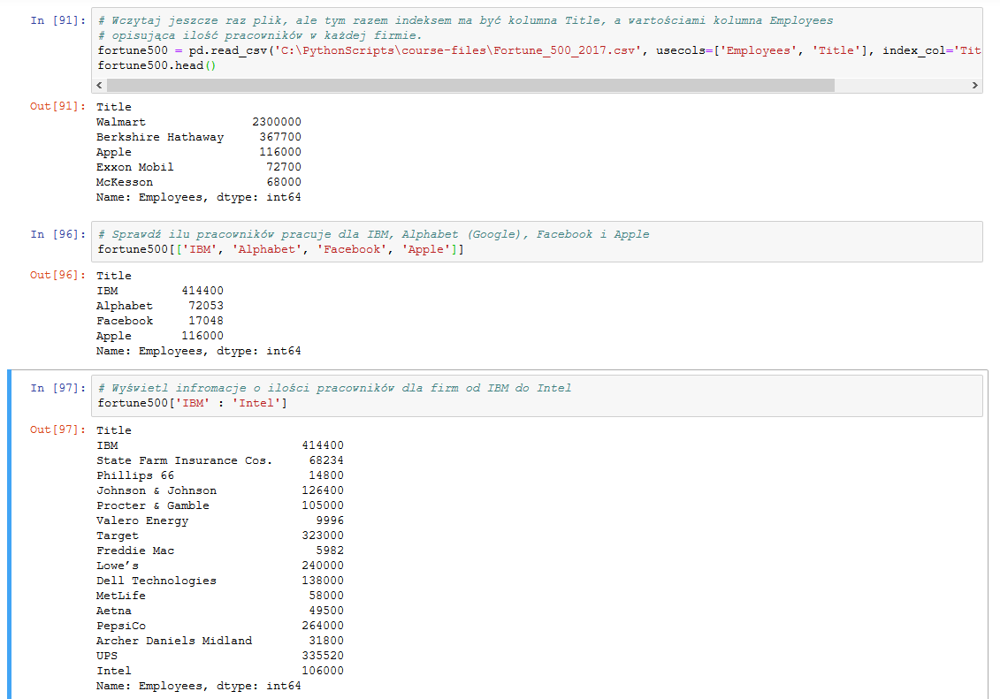 In [91]: # Wczytaj jeszcze raz plik, ale tym razem indeksem ma być kolumna Title, a wartościami kolumna Employees
# opisująca ilość pracowników w każdej firmie.
fortune500 = pd.read_csv('C:\PythonScripts\course-files\Fortune_500_2017.csv', usecols=['Employees', 'Title'], index_col='Tit
fortune500.head()
Out[91]: Title
Walmart 2300000
Berkshire Hathaway 367700
Apple 116000
Exxon Mobil 72700
McKesson 68000
Name: Employees, dtype: int64
In [96]: # Sprawdź ilu pracowników pracuje dla IBM, Alphabet (Google), Facebook i Apple
fortune500[['IBM', 'Alphabet', 'Facebook', 'Apple']]
Out[96]: Title
IBM 414400
Alphabet 72053
Facebook 17048
Apple 116000
Name: Employees, dtype: int64
In [97]: # Wyświetl infromacje o ilości pracowników dla firm od IBM do Intel
fortune500['IBM' : 'Intel']
Out[97]: Title
IBM 414400
State Farm Insurance Cos. 68234
Phillips 66 14800
Johnson & Johnson 126400
Procter & Gamble 105000
Valero Energy 9996
Target 323000
Freddie Mac 5982
Lowe’s 240000
Dell Technologies 138000
MetLife 58000
Aetna 49500
PepsiCo 264000
Archer Daniels Midland 31800
UPS 335520
Intel 106000
Name: Employees, dtype: int64